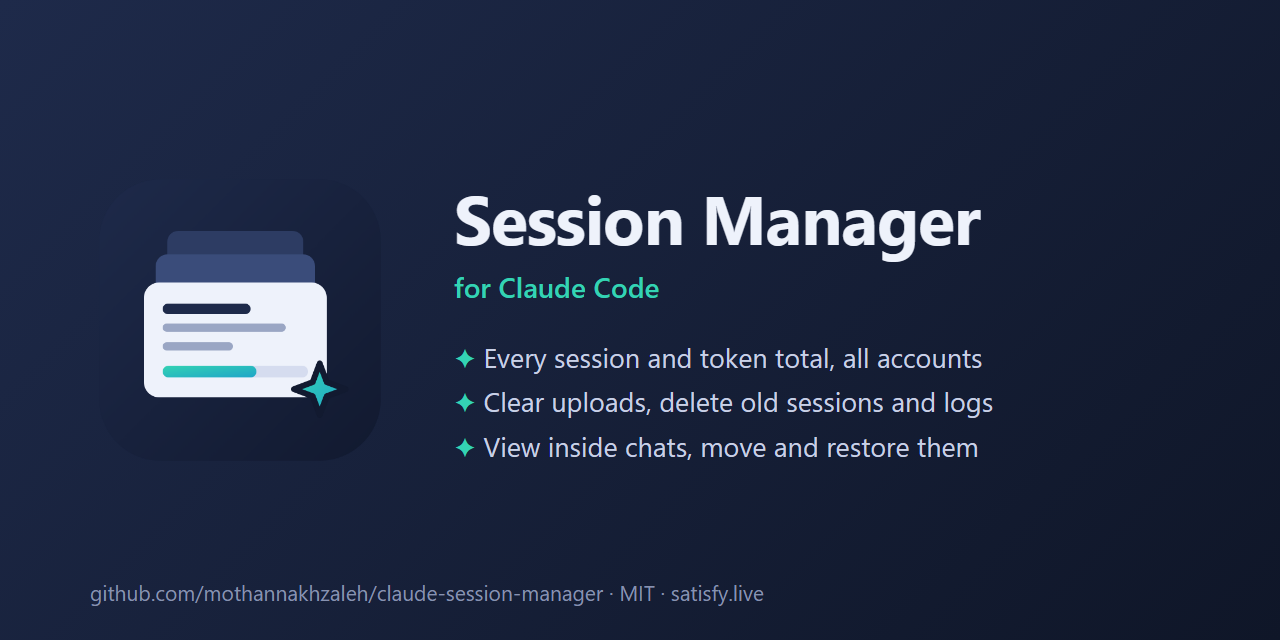 Session Manager
for Claude Code
✦ Every session and token total, all accounts
✦ Clear uploads, delete old sessions and logs
✦ View inside chats, move and restore them
github.com/mothannakhzaleh/claude-session-manager · MIT · satisfy.live